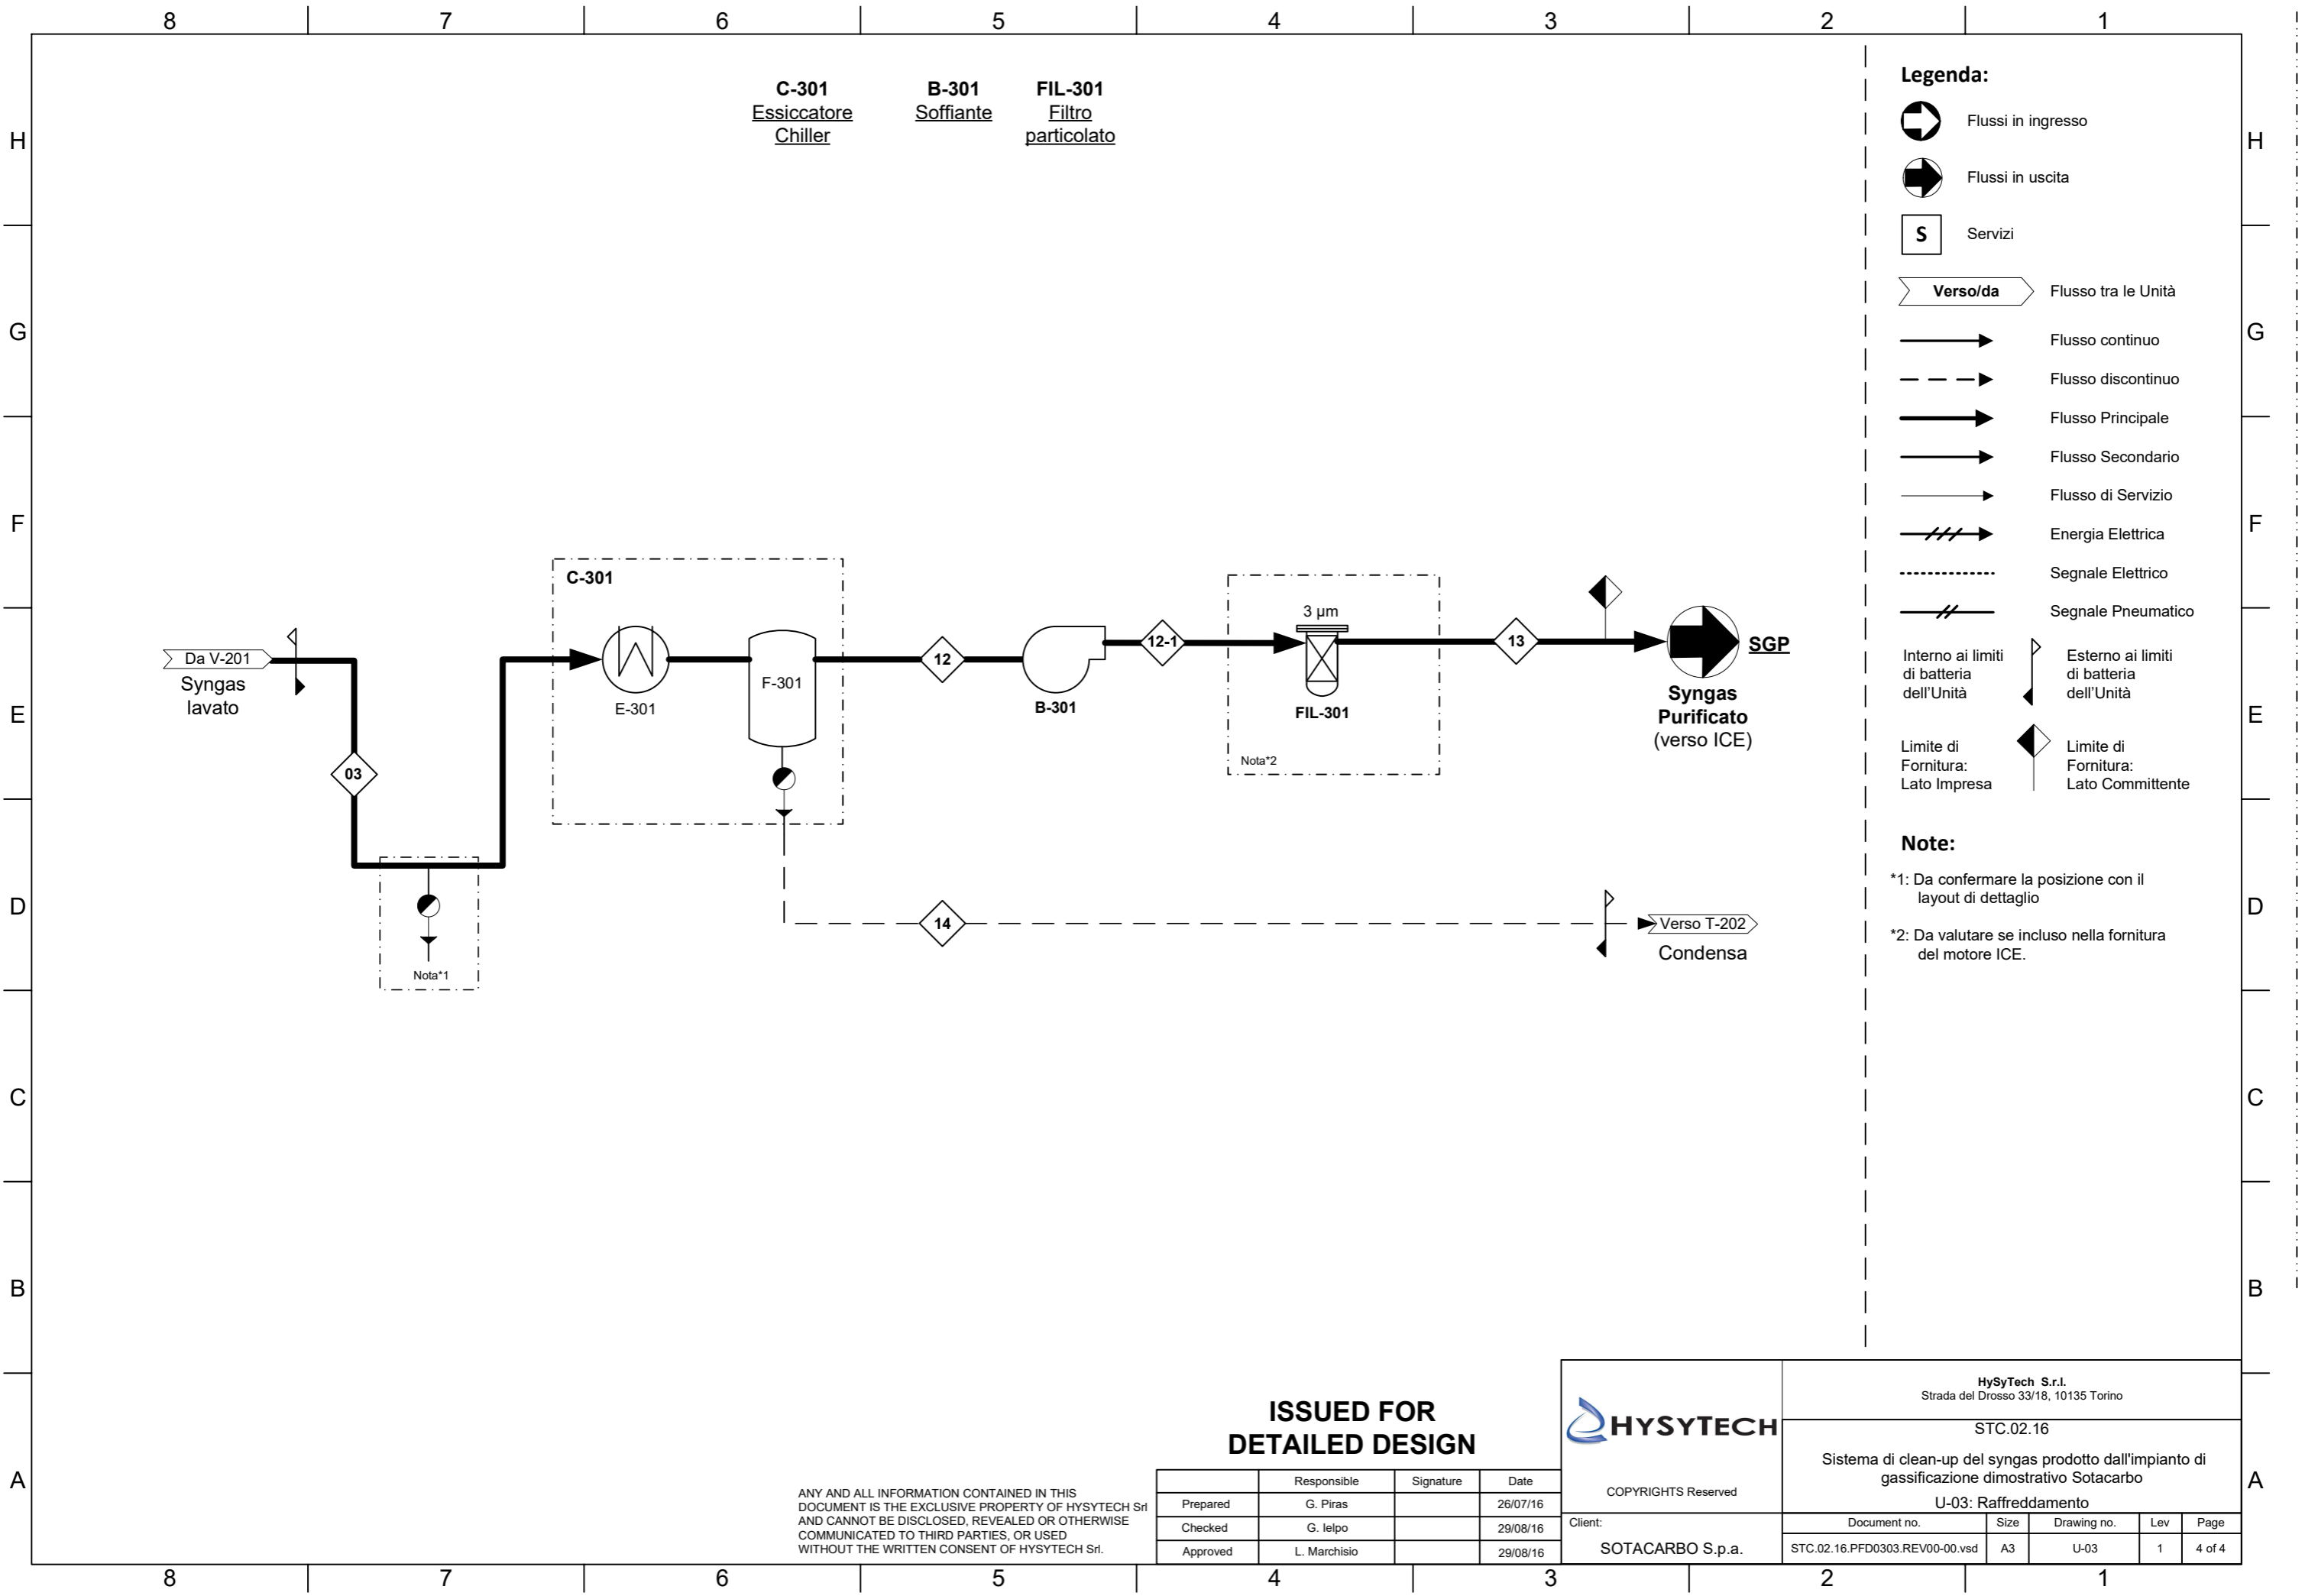 8 7 6 5 4 3 2 1
H
G
F
E
D
C
B
A
C-301
Essiccatore
Chiller
B-301
Soffiante
FIL-301
Filtro
particolato
Da V-201
Syngas
lavato
03
Nota*1
C-301
E-301
F-301
12
B-301
12-1
3 µm
FIL-301
Nota*2
13
SGP
Syngas
Purificato
(verso ICE)
14
Verso T-202
Condensa
Legenda:
Flussi in ingresso
Flussi in uscita
S Servizi
Verso/da Flusso tra le Unità
Flusso continuo
Flusso discontinuo
Flusso Principale
Flusso Secondario
Flusso di Servizio
Energia Elettrica
Segnale Elettrico
Segnale Pneumatico
Interno ai limiti
di batteria
dell'Unità
Esterno ai limiti
di batteria
dell'Unità
Limite di
Fornitura:
Lato Impresa
Limite di
Fornitura:
Lato Committente
Note:
*1: Da confermare la posizione con il
layout di dettaglio
*2: Da valutare se incluso nella fornitura
del motore ICE.
H
G
F
E
D
C
B
A
ANY AND ALL INFORMATION CONTAINED IN THIS
DOCUMENT IS THE EXCLUSIVE PROPERTY OF HYSYTECH Srl
AND CANNOT BE DISCLOSED, REVEALED OR OTHERWISE
COMMUNICATED TO THIRD PARTIES, OR USED
WITHOUT THE WRITTEN CONSENT OF HYSYTECH Srl.
ISSUED FOR
DETAILED DESIGN
Responsible Signature Date
Prepared G. Piras 26/07/16
Checked G. Ielpo 29/08/16
Approved L. Marchisio 29/08/16
HYSYTECH
COPYRIGHTS Reserved
Client:
SOTACARBO S.p.a.
HySyTech S.r.l.
Strada del Drosso 33/18, 10135 Torino
STC.02.16
Sistema di clean-up del syngas prodotto dall'impianto di
gassificazione dimostrativo Sotacarbo
U-03: Raffreddamento
Document no. Size Drawing no. Lev Page
STC.02.16.PFD0303.REV00-00.vsd A3 U-03 1 4 of 4
8 7 6 5 4 3 2 1